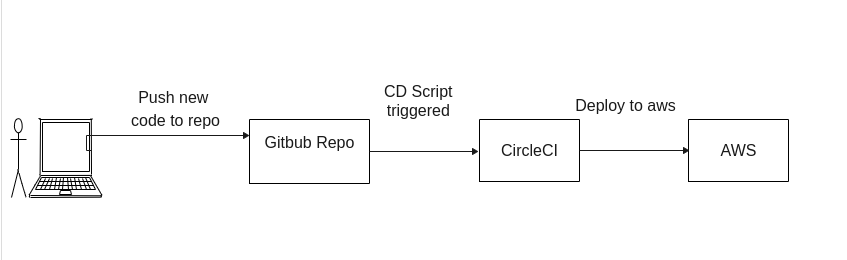 Push new
code to repo
Gitbub Repo
CD Script
triggered
CircleCI
Deploy to aws
AWS